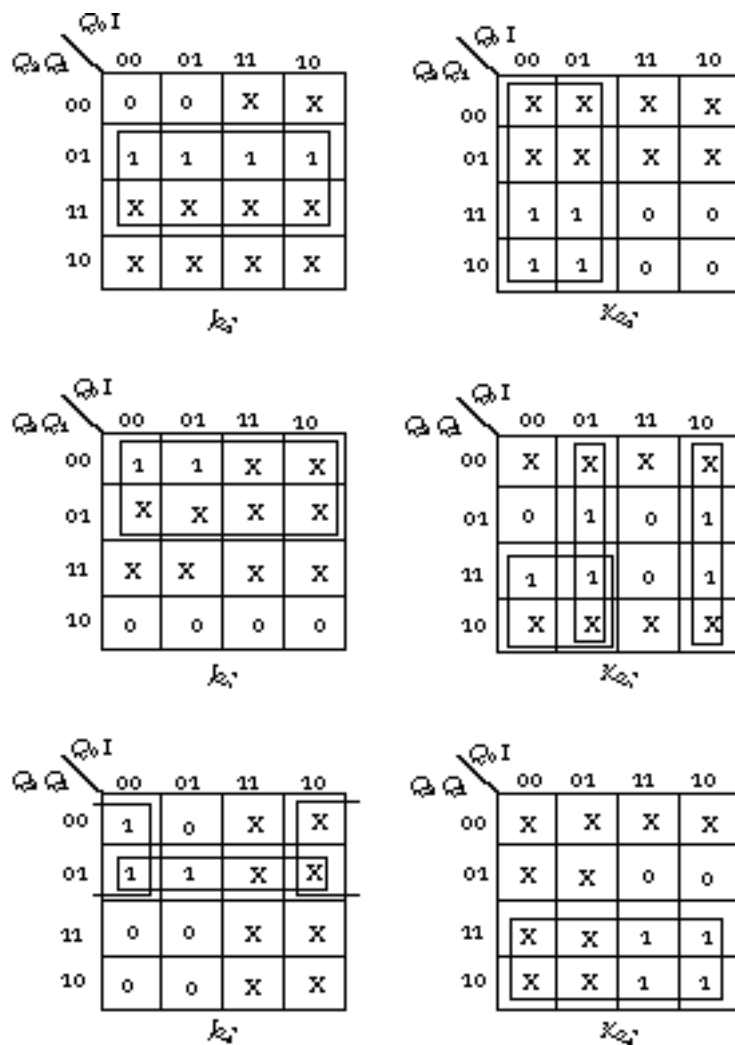 Q₀ I Q₀ I
Q₂ Q₁ 00 01 11 10 Q₂ Q₁ 00 01 11 10
00 0 0 X X 00 X X X X
01 1 1 1 1 01 X X X X
11 X X X X 11 1 1 0 0
10 X X X X 10 1 1 0 0
Q₀ I Q₀ I
Q₂ Q₁ 00 01 11 10 Q₂ Q₁ 00 01 11 10
00 1 1 X X 00 X X X X
01 X X X X 01 0 1 0 1
11 X X X X 11 1 1 0 1
10 0 0 0 0 10 X X X X
Q₀ I Q₀ I
Q₂ Q₁ 00 01 11 10 Q₂ Q₁ 00 01 11 10
00 1 0 X X 00 X X X X
01 1 1 X X 01 X X 0 0
11 0 0 X X 11 X X 1 1
10 0 0 X X 10 X X 1 1